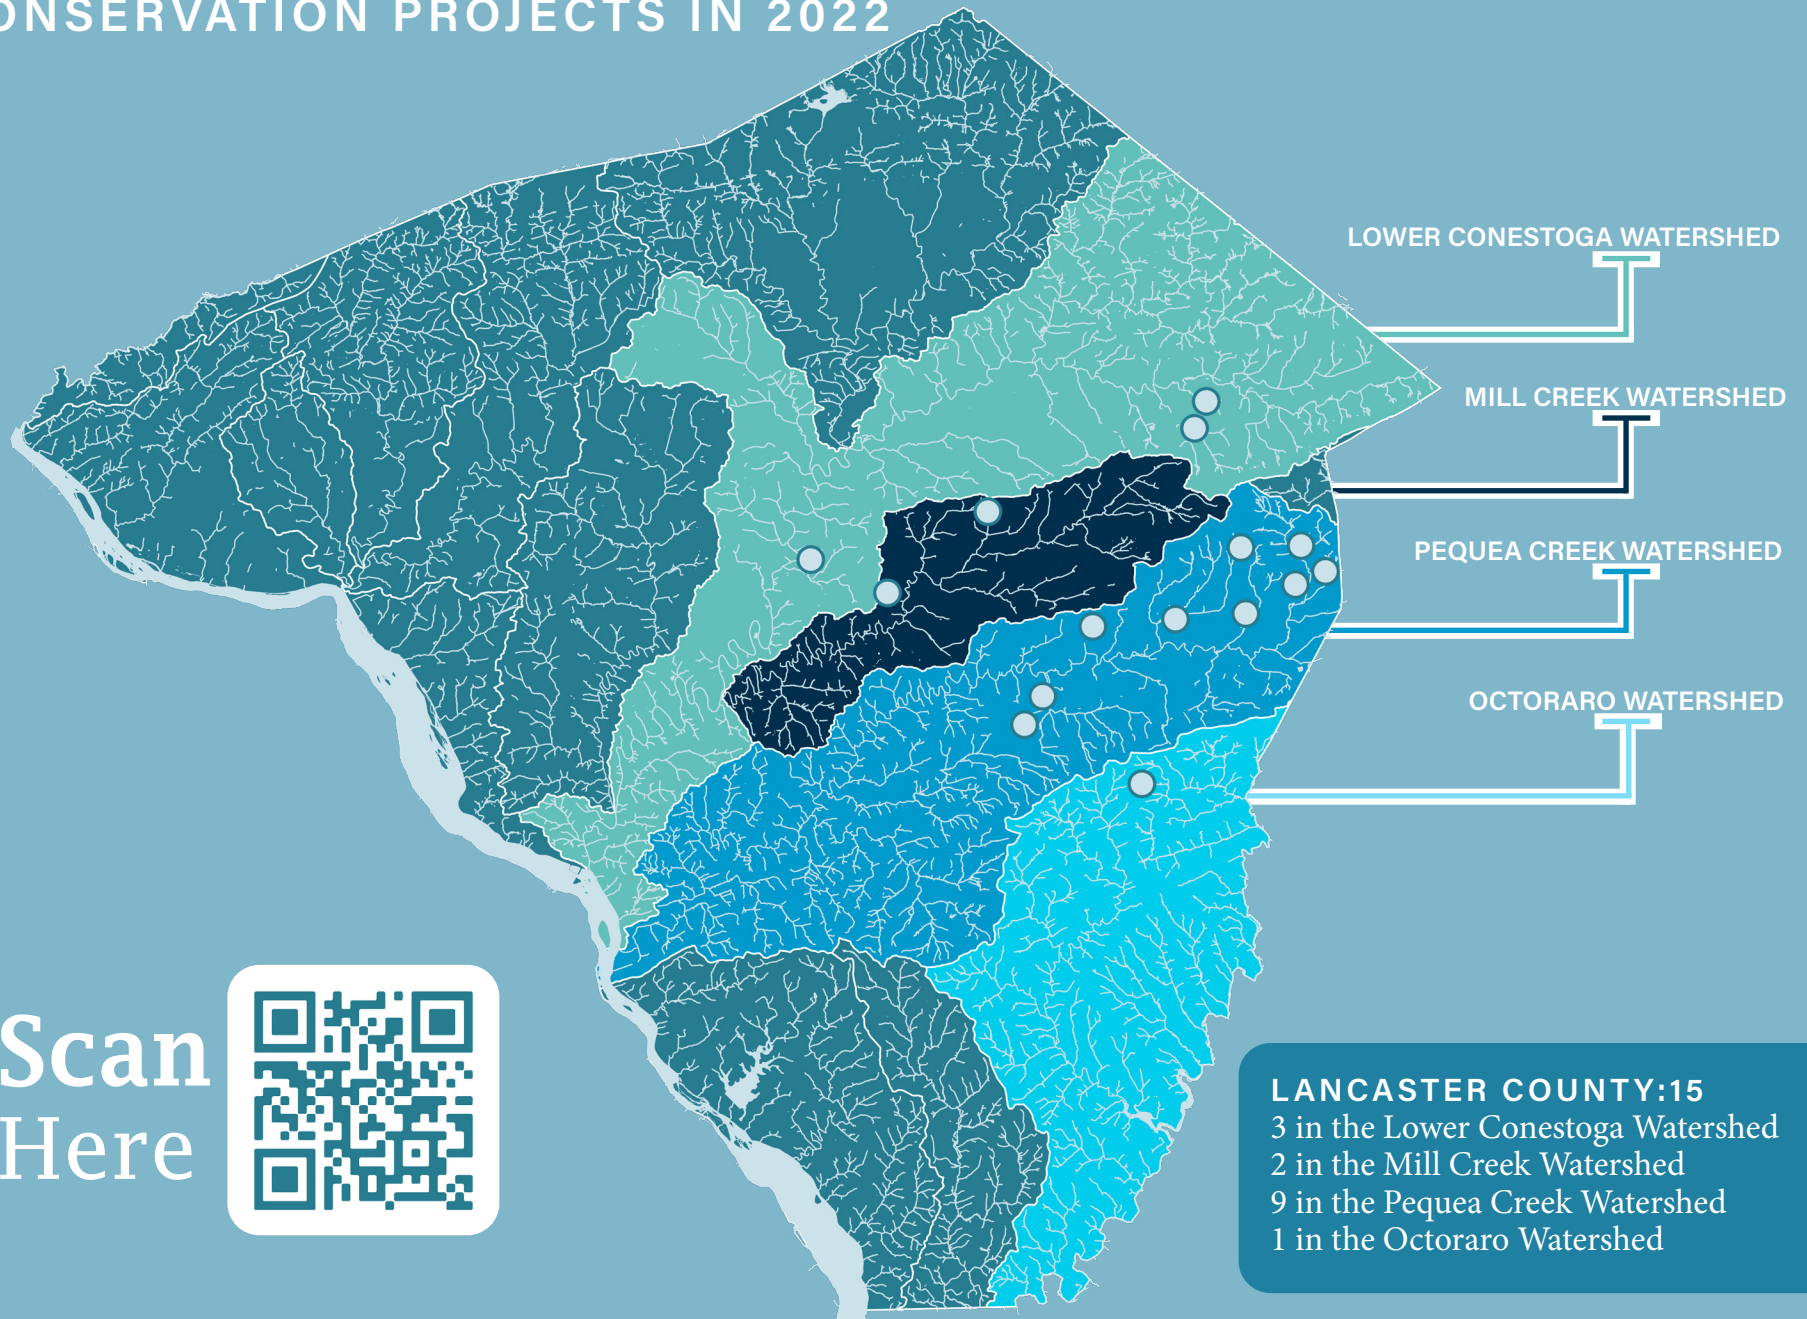 ONSERVATION PROJECTS IN 2022
LOWER CONESTOGA WATERSHED
MILL CREEK WATERSHED
PEQUEA CREEK WATERSHED
OCTORARO WATERSHED
Scan
Here
LANCASTER COUNTY:15
3 in the Lower Conestoga Watershed
2 in the Mill Creek Watershed
9 in the Pequea Creek Watershed
1 in the Octoraro Watershed